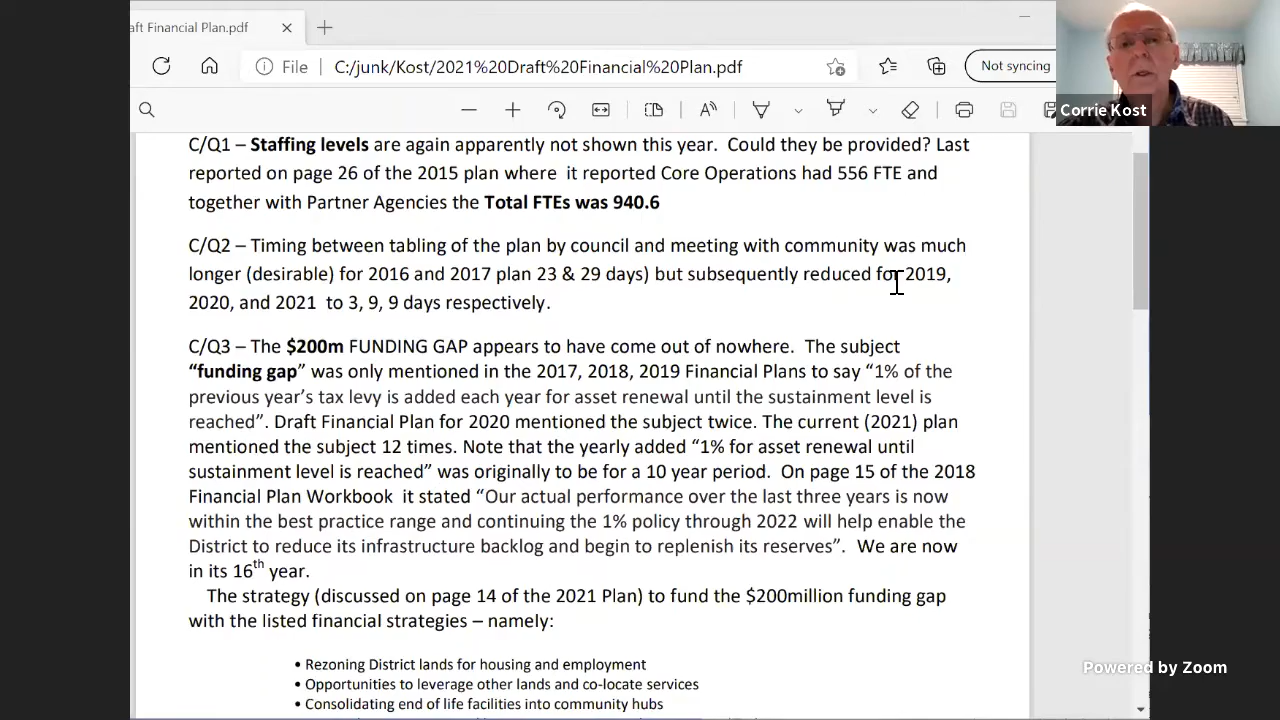 aft Financial Plan.pdf
File
C:/junk/Kost/2021%20Draft%20Financial%20Plan.pdf
Not syncing
Corrie Kost
C/Q1 – Staffing levels are again apparently not shown this year. Could they be provided? Last
reported on page 26 of the 2015 plan where it reported Core Operations had 556 FTE and
together with Partner Agencies the Total FTEs was 940.6
C/Q2 – Timing between tabling of the plan by council and meeting with community was much
longer (desirable) for 2016 and 2017 plan 23 & 29 days) but subsequently reduced for 2019,
2020, and 2021 to 3, 9, 9 days respectively.
C/Q3 – The $200m FUNDING GAP appears to have come out of nowhere. The subject
“funding gap” was only mentioned in the 2017, 2018, 2019 Financial Plans to say “1% of the
previous year’s tax levy is added each year for asset renewal until the sustainment level is
reached”. Draft Financial Plan for 2020 mentioned the subject twice. The current (2021) plan
mentioned the subject 12 times. Note that the yearly added “1% for asset renewal until
sustainment level is reached” was originally to be for a 10 year period. On page 15 of the 2018
Financial Plan Workbook it stated “Our actual performance over the last three years is now
within the best practice range and continuing the 1% policy through 2022 will help enable the
District to reduce its infrastructure backlog and begin to replenish its reserves”. We are now
in its 16th year.
The strategy (discussed on page 14 of the 2021 Plan) to fund the $200million funding gap
with the listed financial strategies – namely:
• Rezoning District lands for housing and employment
• Opportunities to leverage other lands and co-locate services
• Consolidating end of life facilities into community hubs
Powered by Zoom